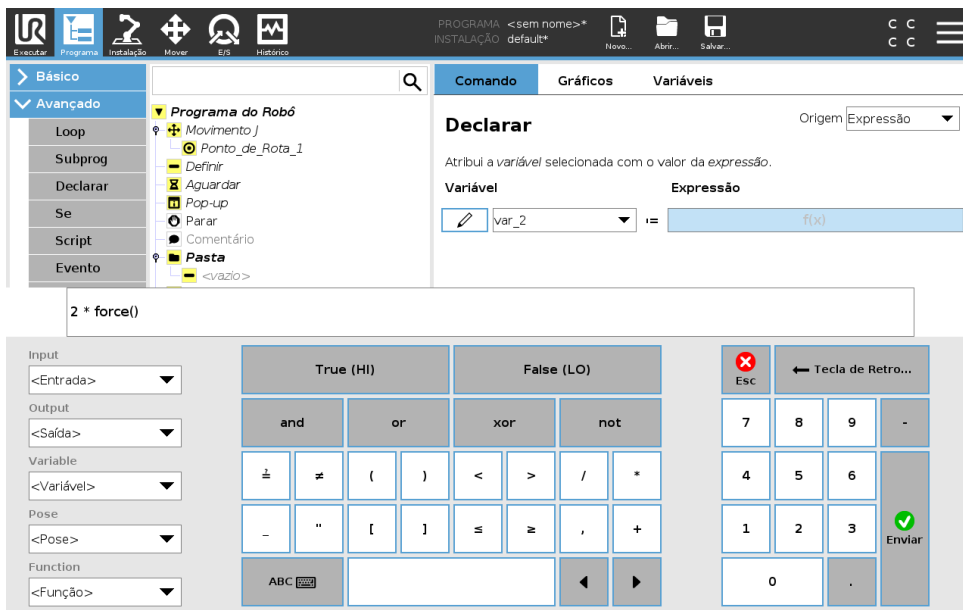 PROGRAMA <sem nome>*
INSTALAÇÃO default*
Executar Programa Instalação Mover E/S Histórico Novo... Abrir... Salvar...
C C
C C
Básico
Avançado
Loop
Subprog
Declarar
Se
Script
Evento
Programa do Robô
Movimento J
Ponto_de_Rota_1
Definir
Aguardar
Pop-up
Parar
Comentário
Pasta
<vazio>
Comando Gráficos Variáveis
Declarar
Origem Expressão
Atribui a variável selecionada com o valor da expressão.
Variável Expressão
var_2 := f(x)
2 * force()
Input
<Entrada>
Output
<Saída>
Variable
<Variável>
Pose
<Pose>
Function
<Função>
True (HI) False (LO)
and or xor not
≟ ≠ ( ) < > / *
_ " [ ] ≤ ≥ , +
ABC
Esc Tecla de Retro...
7 8 9 -
4 5 6
1 2 3 Enviar
0 .